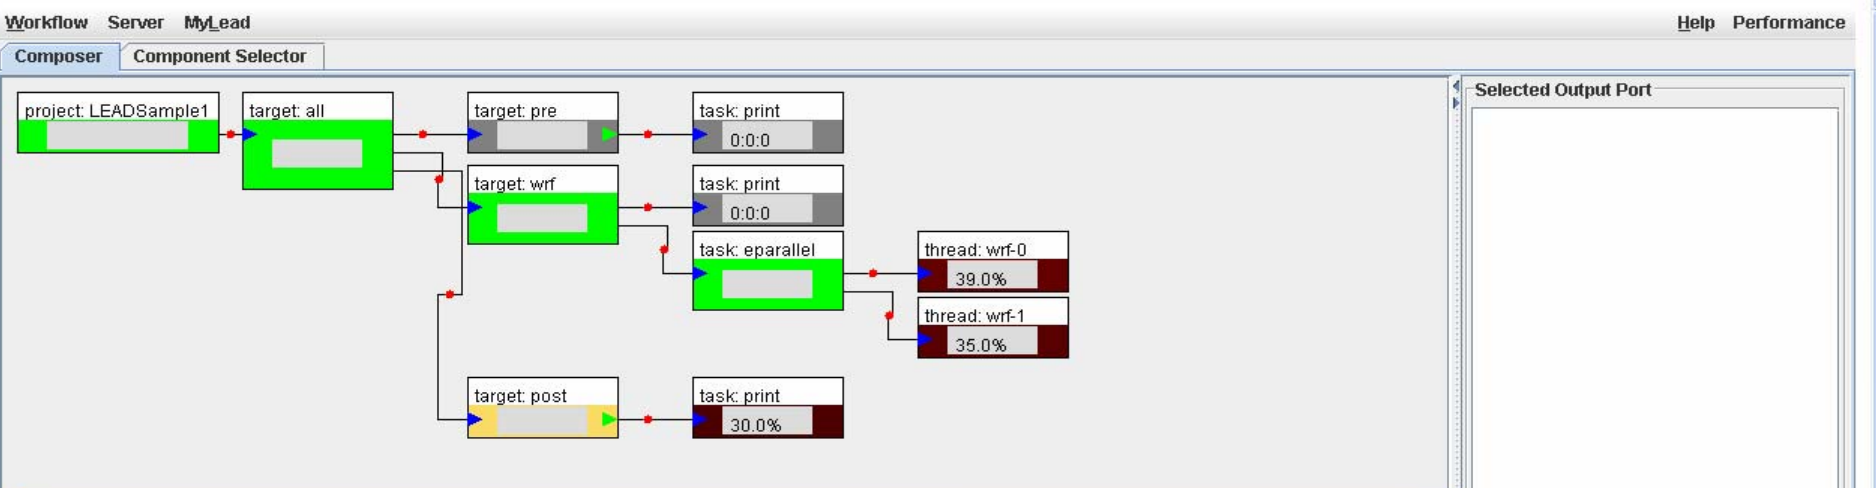 Workflow Server MyLead Help Performance
Composer Component Selector
project: LEADSample1
target: all
target: pre
task: print
0:0:0
target: wrf
task: print
0:0:0
task: eparallel
thread: wrf-0
39.0%
thread: wrf-1
35.0%
target: post
task: print
30.0%
Selected Output Port